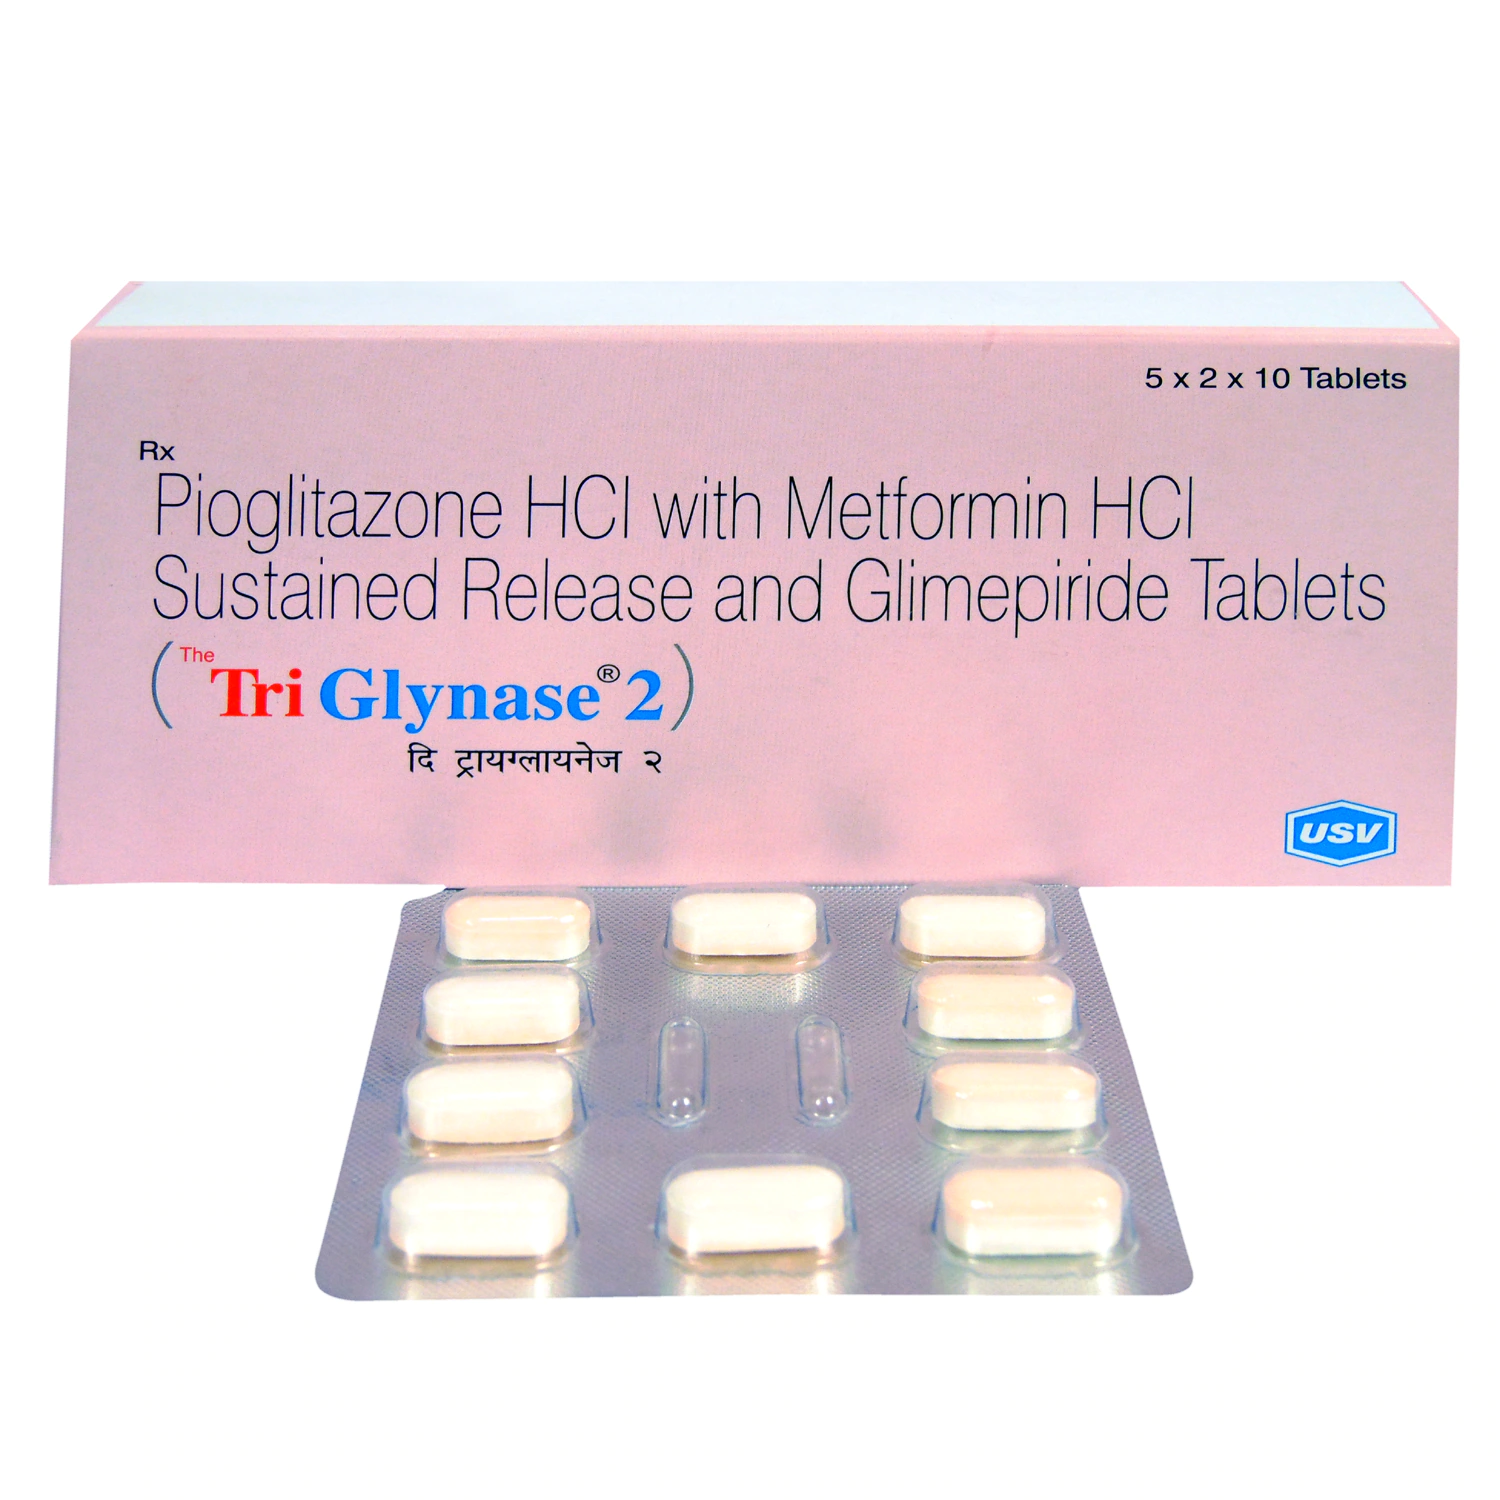 5 x 2 x 10 Tablets
Rx
Pioglitazone HCl with Metformin HCl
Sustained Release and Glimepiride Tablets
(The Tri Glynase® 2)
दि ट्रायग्लायनेज २
USV